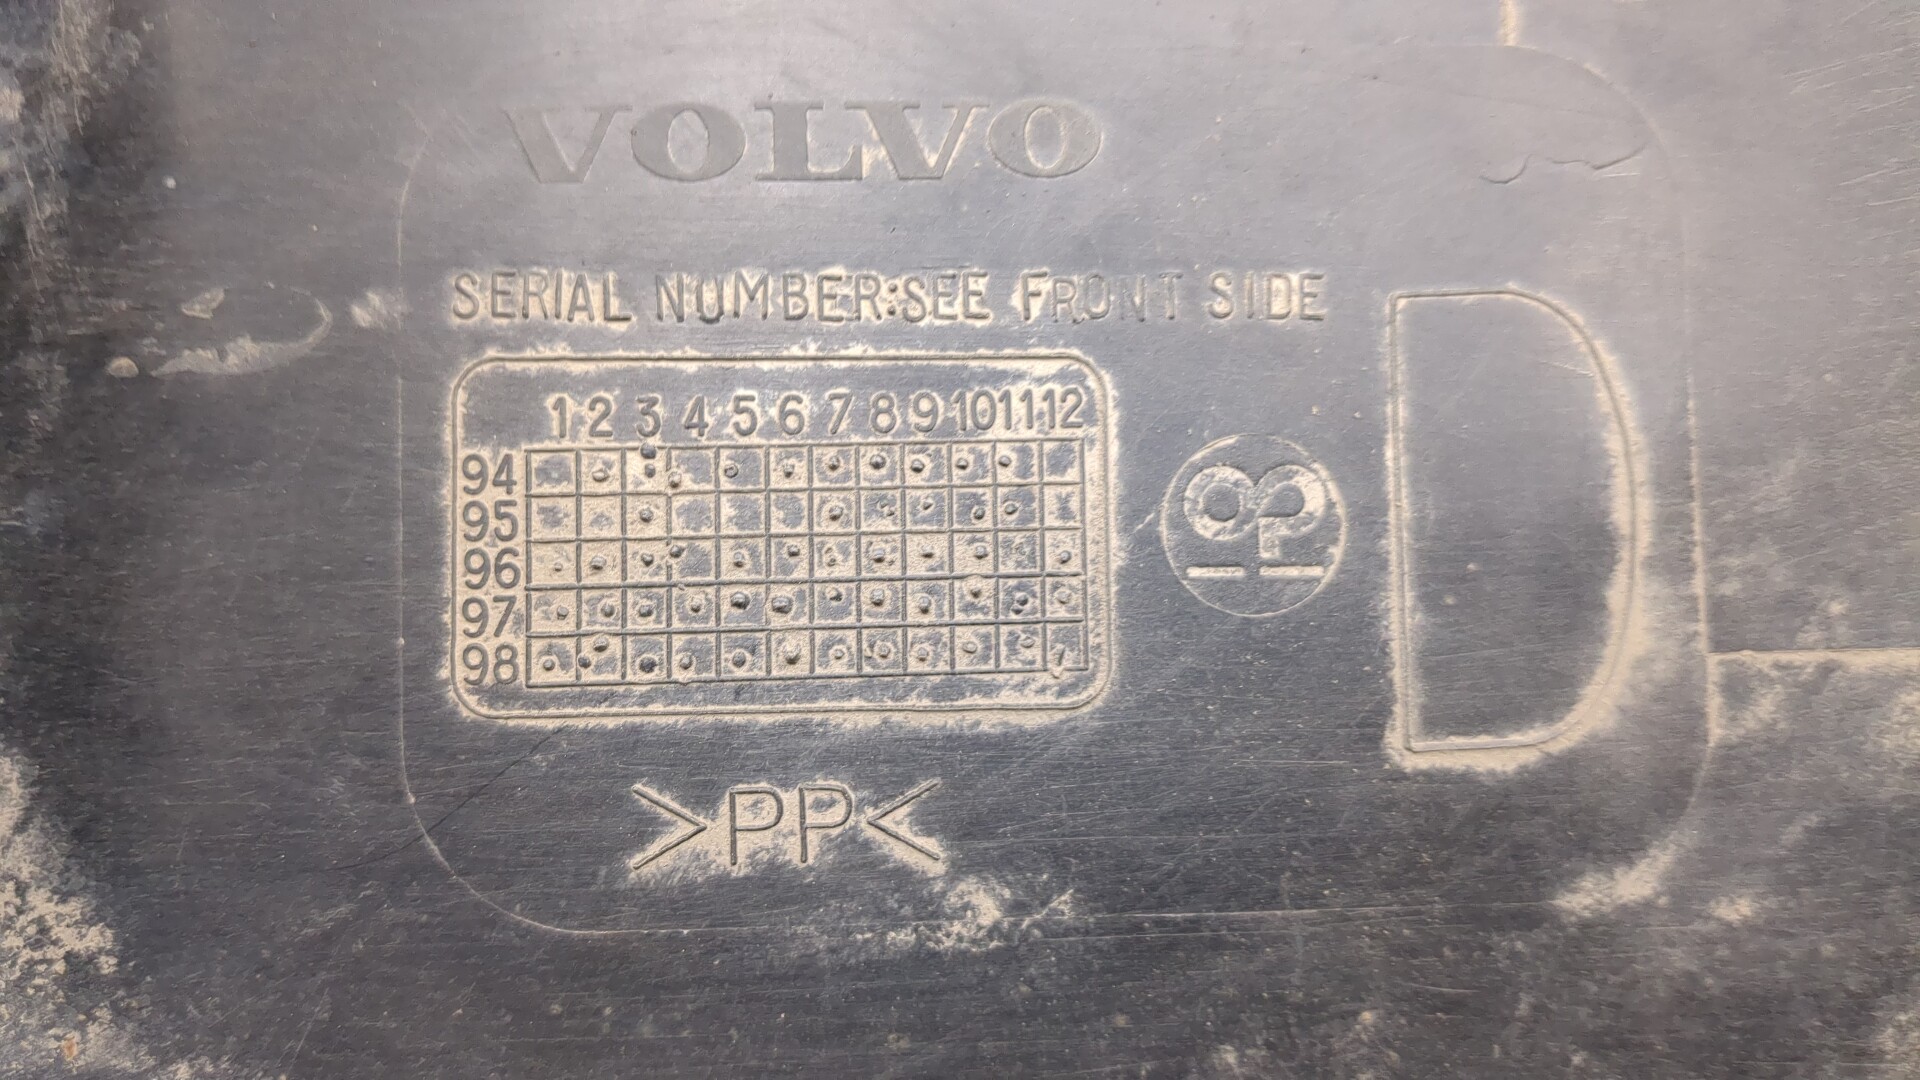 VOLVO
SERIAL NUMBER:SEE FRONT SIDE
1 2 3 4 5 6 7 8 9 10 11 12
94
95
96
97
98
D
>PP<